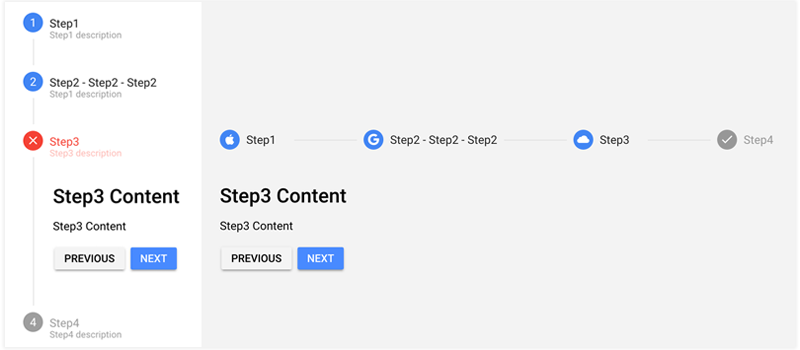 1 Step1
Step1 description
2 Step2 - Step2 - Step2
Step1 description
Step3
Step3 description
Step3 Content
Step3 Content
PREVIOUS NEXT
4 Step4
Step4 description
Step1 Step2 - Step2 - Step2 Step3 Step4
Step3 Content
Step3 Content
PREVIOUS NEXT